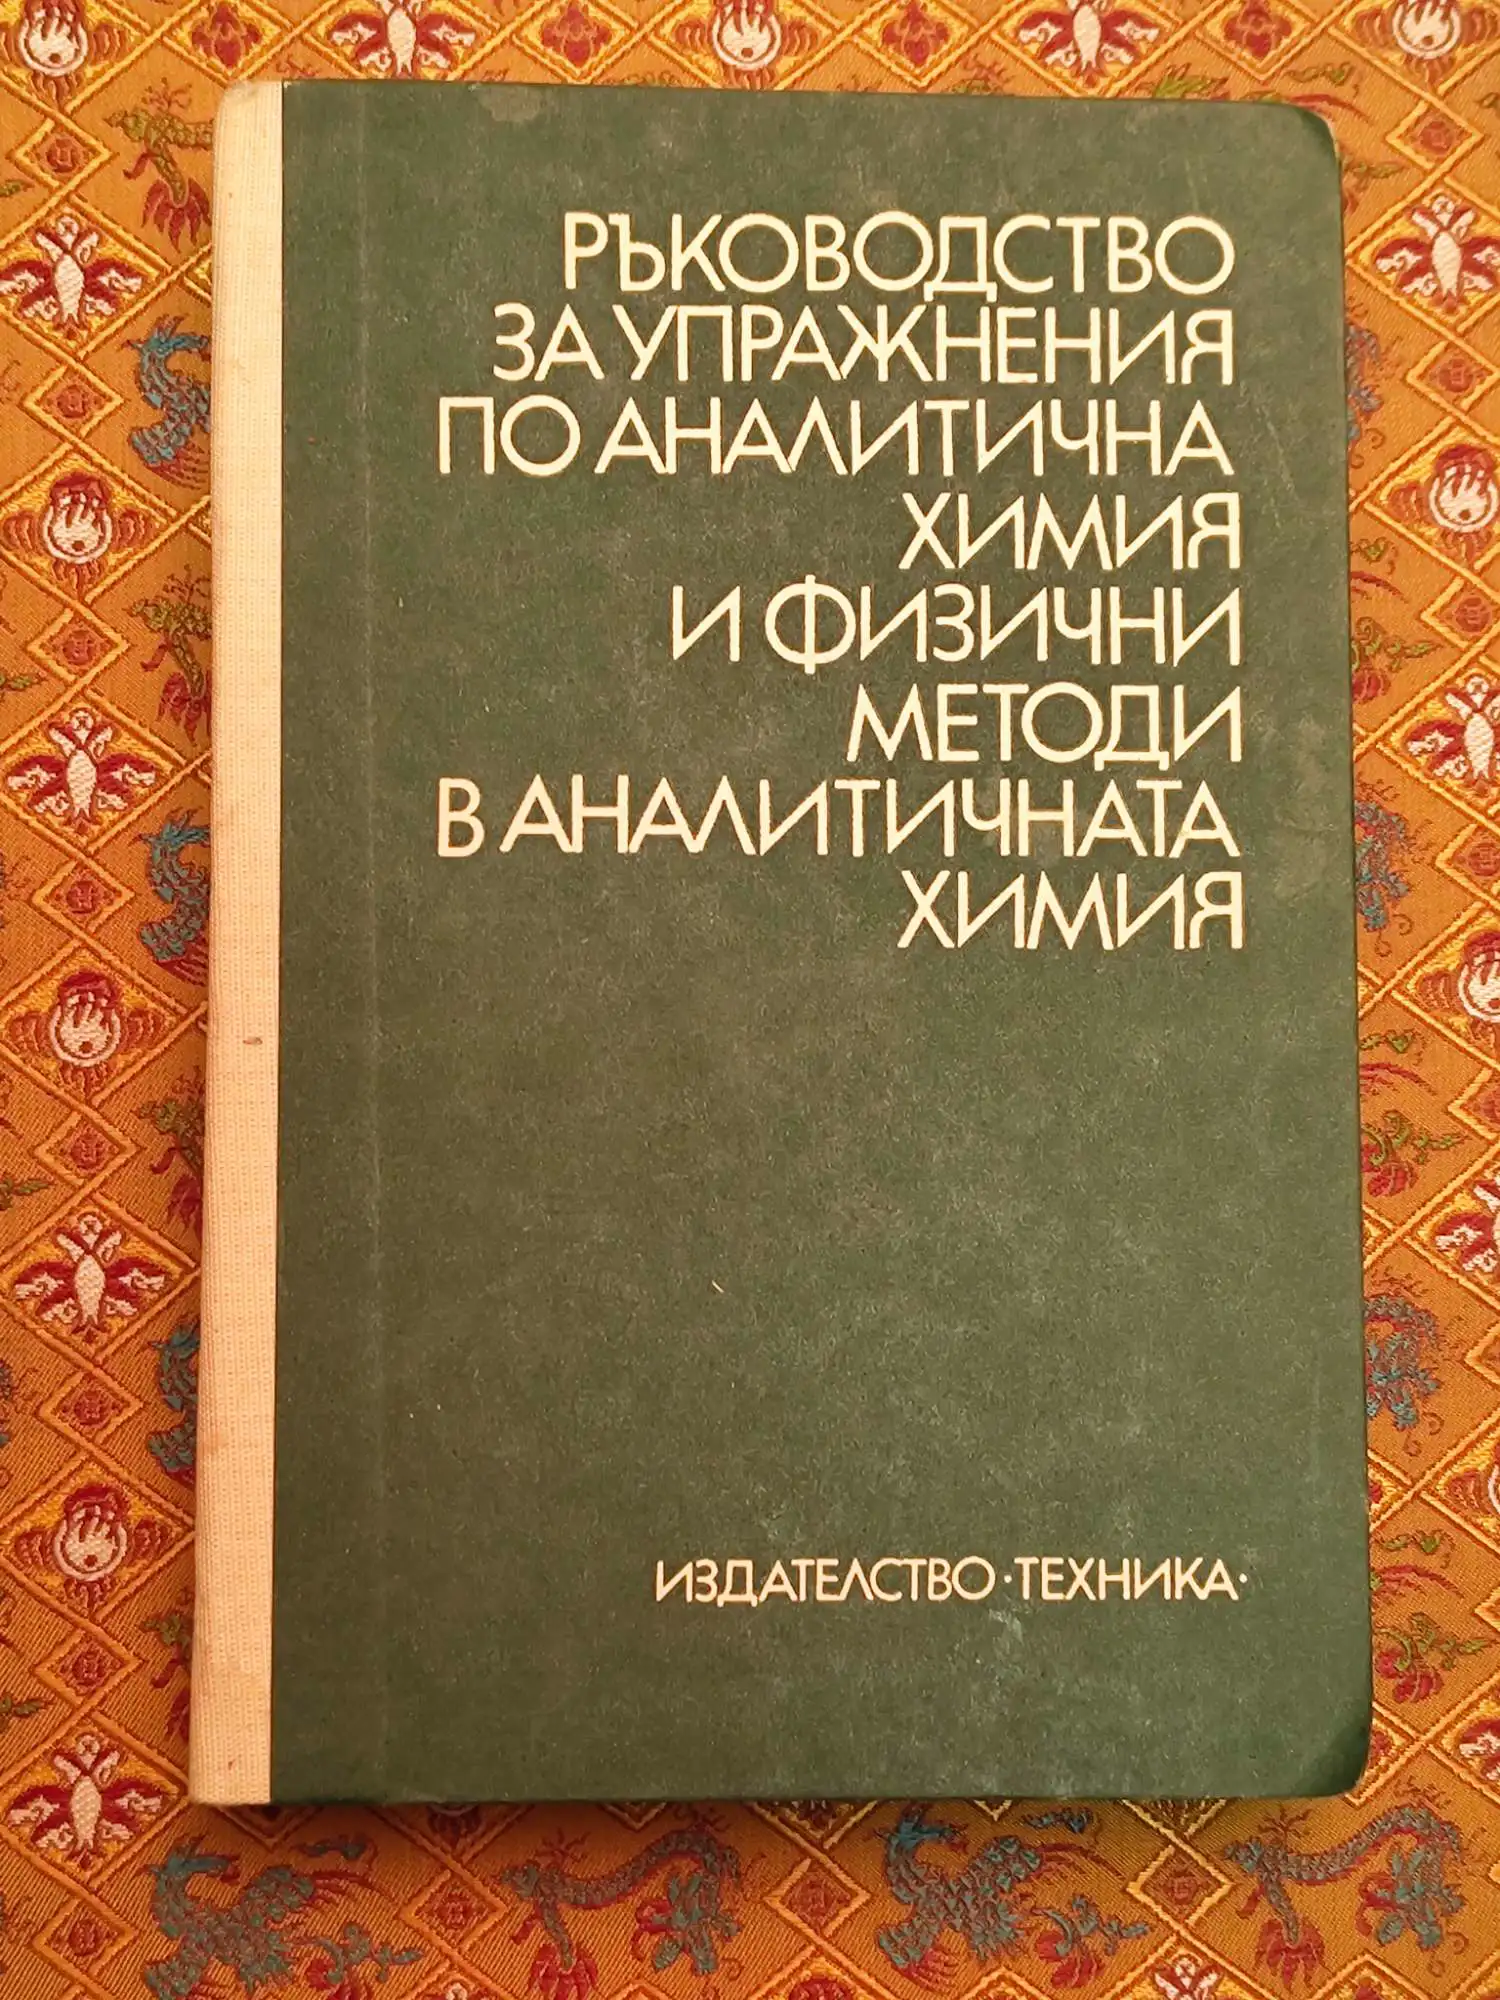 РЪКОВОДСТВО
ЗА УПРАЖНЕНИЯ
ПО АНАЛИТИЧНА
ХИМИЯ
И ФИЗИЧНИ
МЕТОДИ
В АНАЛИТИЧНАТА
ХИМИЯ
ИЗДАТЕЛСТВО·ТЕХНИКА·